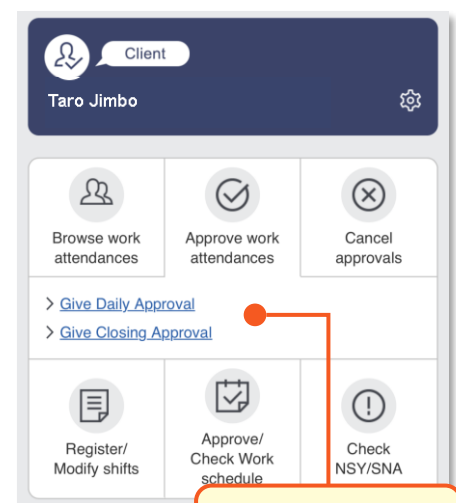 Client
Taro Jimbo
Browse work
attendances
Approve work
attendances
Cancel
approvals
Give Daily Approval
Give Closing Approval
Register/
Modify shifts
Approve/
Check Work
schedule
Check
NSY/SNA